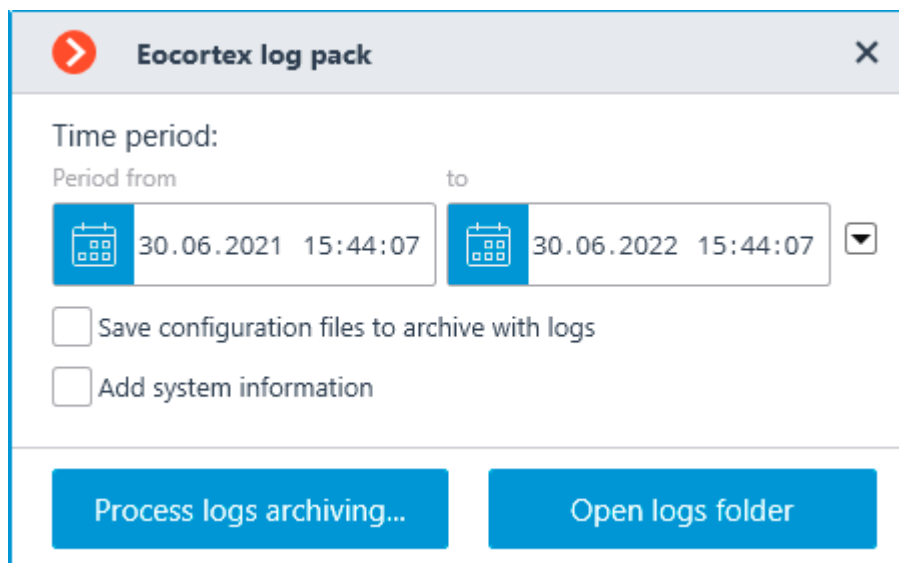 Eocortex log pack
Time period:
Period from to
30.06.2021 15:44:07 30.06.2022 15:44:07
Save configuration files to archive with logs
Add system information
Process logs archiving... Open logs folder